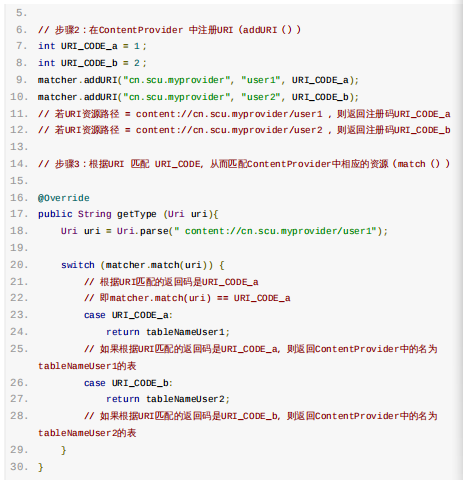 5.
6. // 步骤2：在ContentProvider 中注册URI（addURI（））
7. int URI_CODE_a = 1；
8. int URI_CODE_b = 2；
9. matcher.addURI("cn.scu.myprovider", "user1", URI_CODE_a);
10. matcher.addURI("cn.scu.myprovider", "user2", URI_CODE_b);
11. // 若URI资源路径 = content://cn.scu.myprovider/user1 ，则返回注册码URI_CODE_a
12. // 若URI资源路径 = content://cn.scu.myprovider/user2 ，则返回注册码URI_CODE_b
13.
14. // 步骤3：根据URI 匹配 URI_CODE，从而匹配ContentProvider中相应的资源（match（））
15.
16. @Override
17. public String getType (Uri uri){
18. Uri uri = Uri.parse(" content://cn.scu.myprovider/user1");
19.
20. switch (matcher.match(uri)) {
21. // 根据URI匹配的返回码是URI_CODE_a
22. // 即matcher.match(uri) == URI_CODE_a
23. case URI_CODE_a:
24. return tableNameUser1;
25. // 如果根据URI匹配的返回码是URI_CODE_a，则返回ContentProvider中的名为
tableNameUser1的表
26. case URI_CODE_b:
27. return tableNameUser2;
28. // 如果根据URI匹配的返回码是URI_CODE_b，则返回ContentProvider中的名为
tableNameUser2的表
29. }
30. }